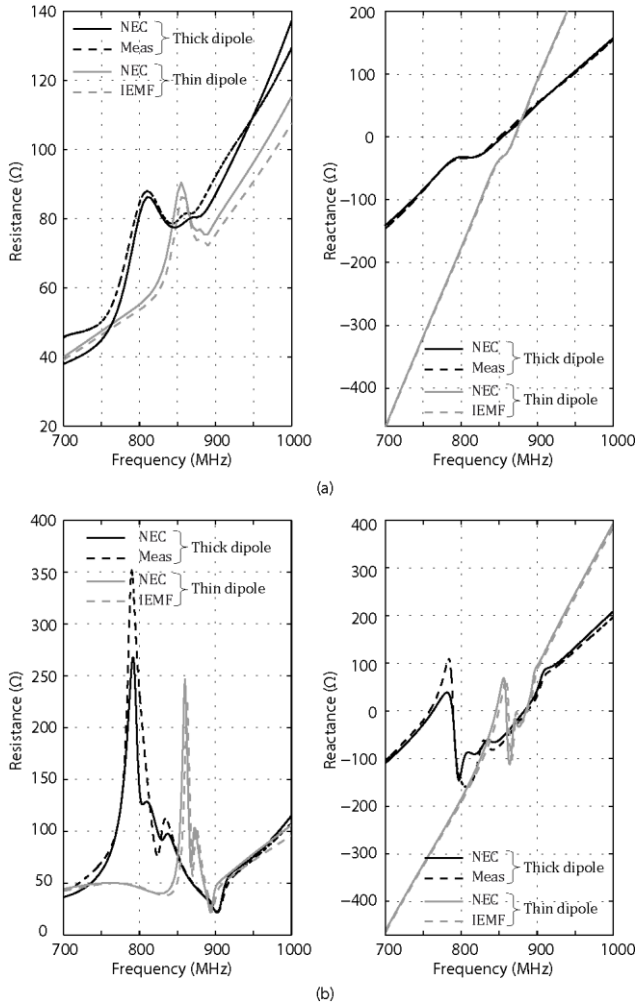 140
120
100
80
60
40
20
Resistance (Ω)
NEC
Meas
Thick dipole
NEC
IEMF
Thin dipole
700
800
900
1000
Frequency (MHz)
200
100
0
−100
−200
−300
−400
Reactance (Ω)
NEC
Meas
Thick dipole
NEC
IEMF
Thin dipole
700
800
900
1000
Frequency (MHz)
(a)
400
350
300
250
200
150
100
50
0
Resistance (Ω)
NEC
Meas
Thick dipole
NEC
IEMF
Thin dipole
700
800
900
1000
Frequency (MHz)
400
300
200
100
0
−100
−200
−300
−400
Reactance (Ω)
NEC
Meas
Thick dipole
NEC
IEMF
Thin dipole
700
800
900
1000
Frequency (MHz)
(b)